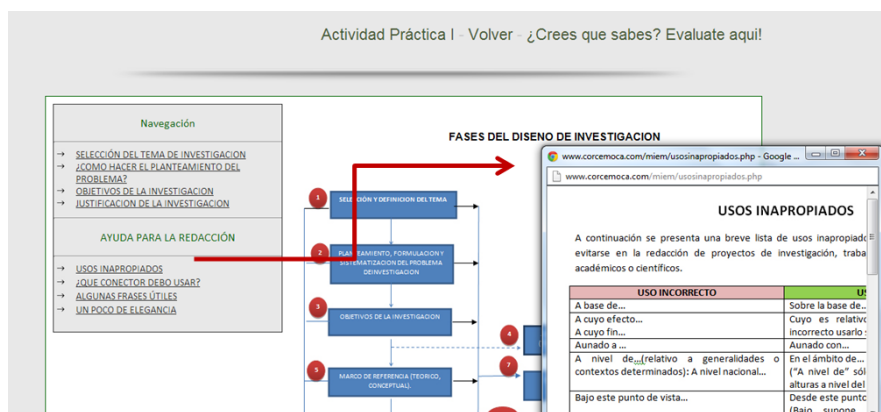 Actividad Práctica I - Volver - ¿Crees que sabes? Evaluate aqui!
Navegación
→ SELECCIÓN DEL TEMA DE INVESTIGACION
→ ¿COMO HACER EL PLANTEAMIENTO DEL
PROBLEMA?
→ OBJETIVOS DE LA INVESTIGACION
→ JUSTIFICACION DE LA INVESTIGACION
AYUDA PARA LA REDACCIÓN
→ USOS INAPROPIADOS
→ ¿QUE CONECTOR DEBO USAR?
→ ALGUNAS FRASES ÚTILES
→ UN POCO DE ELEGANCIA
FASES DEL DISENO DE INVESTIGACION
1
SELECCIÓN Y DEFINICION DEL TEMA
2
PLANTEAMIENTO, FORMULACION Y
SISTEMATIZACION DEL PROBLEMA
DEINVESTIGACION
3
OBJETIVOS DE LA INVESTIGACION
4
5
MARCO DE REFERENCIA (TEORICO,
CONCEPTUAL).
7
www.corcemoca.com/miem/usosinapropiados.php - Google ...
www.corcemoca.com/miem/usosinapropiados.php
USOS INAPROPIADOS
A continuación se presenta una breve lista de usos inapropiado
evitarse en la redacción de proyectos de investigación, traba
académicos o científicos.
USO INCORRECTO
A base de... Sobre la base de...
A cuyo efecto... Cuyo es relativo
A cuyo fin... incorrecto usarlo
Aunado a ... Aunado con...
A nivel de...(relativo a generalidades o En el ámbito de...
contextos determinados): A nivel nacional... ("A nivel de" sól
alturas a nivel del
Bajo este punto de vista... Desde este punto
(Bajo supone